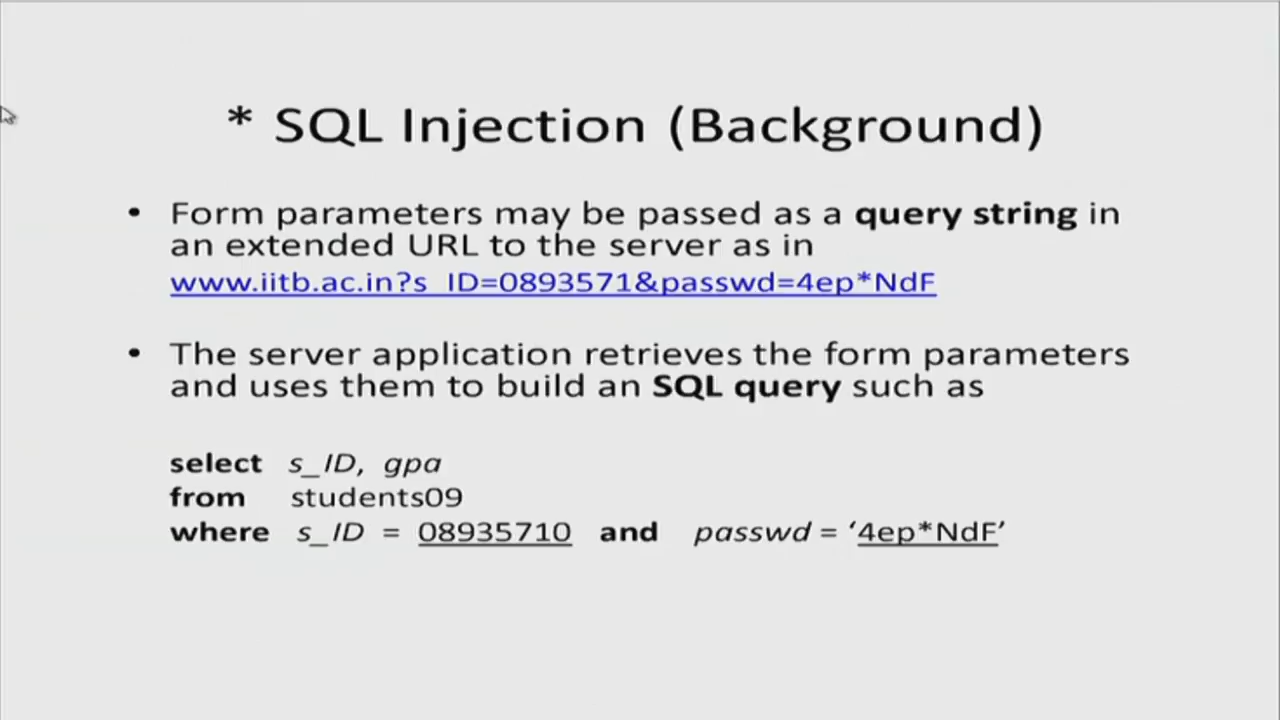 * SQL Injection (Background)
• Form parameters may be passed as a query string in
an extended URL to the server as in
www.iitb.ac.in?s_ID=0893571&passwd=4ep*NdF
• The server application retrieves the form parameters
and uses them to build an SQL query such as
select s_ID, gpa
from students09
where s_ID = 08935710 and passwd = ‘4ep*NdF’